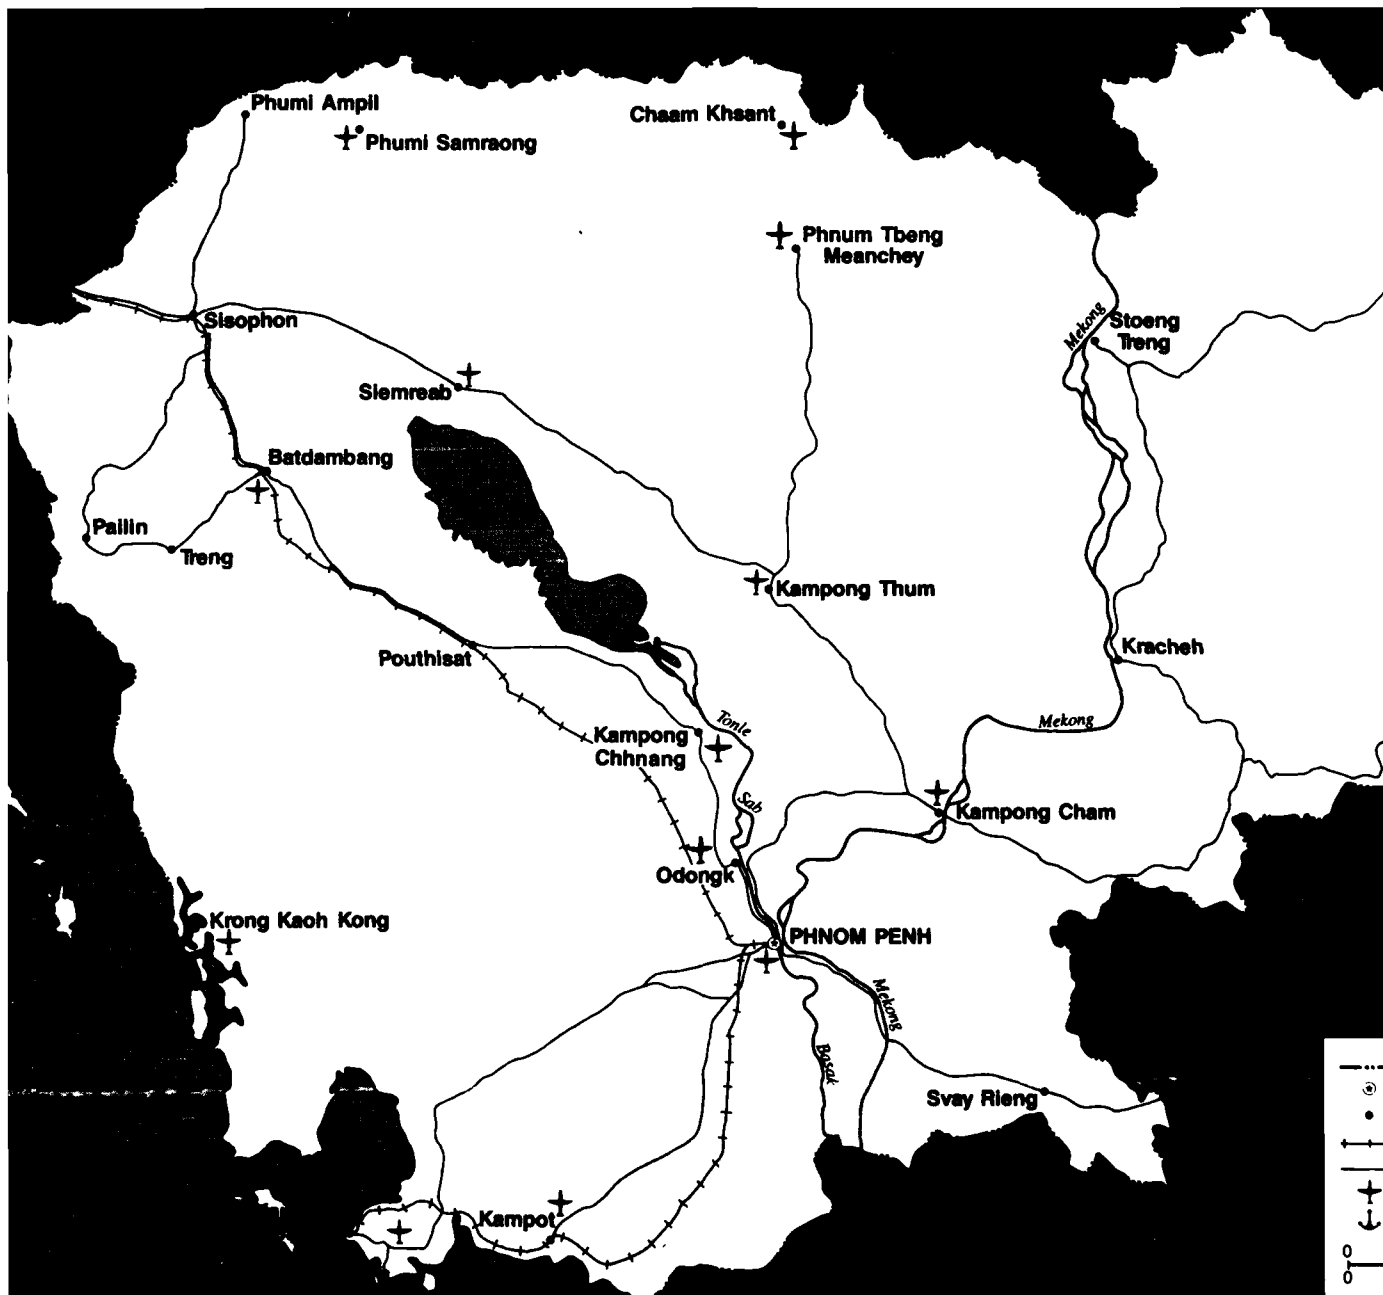 Phumi Ampil
Chaam Khsant
Phumi Samraong
Phnum Tbeng
Meanchey
Mekong
Stoeng
Treng
Sisophon
Siemreab
Batdambang
Pailin
Treng
Kampong Thum
Kracheh
Pouthisat
Tonle
Mekong
Kampong
Chhnang
Sab
Kampong Cham
Odongk
Krong Kaoh Kong
PHNOM PENH
Mekong
Basak
Svay Rieng
Kampot
0
0